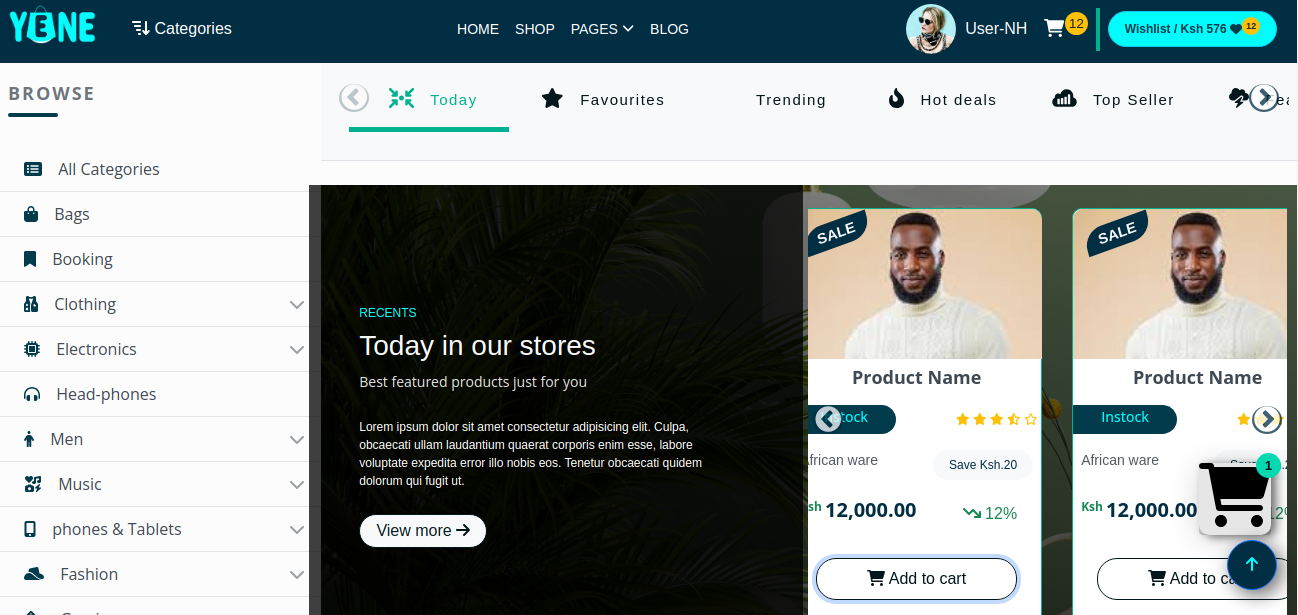 YENE
Categories
HOME SHOP PAGES BLOG
User-NH
12
Wishlist / Ksh 576 12
BROWSE
Today
Favourites
Trending
Hot deals
Top Seller
All Categories
Bags
Booking
Clothing
Electronics
Head-phones
Men
Music
phones & Tablets
Fashion
RECENTS
Today in our stores
Best featured products just for you
Lorem ipsum dolor sit amet consectetur adipisicing elit. Culpa,
obcaecati ullam laudantium quaerat corporis enim esse, labore
voluptate expedita error illo nobis eos. Tenetur obcaecati quidem
dolorum qui fugit ut.
View more
SALE
Product Name
stock
African ware
Save Ksh.20
sh 12,000.00
12%
Add to cart
SALE
Product Name
Instock
African ware
Ksh 12,000.00
Add to ca
1